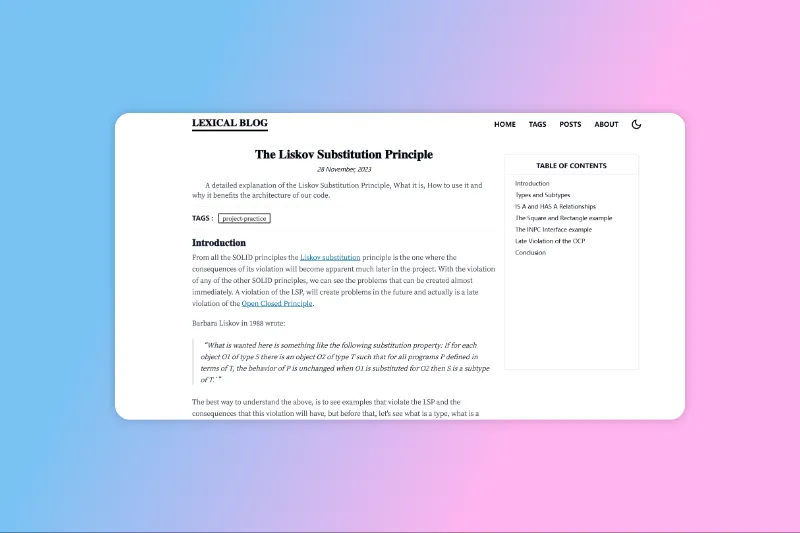 LEXICAL BLOG
HOME TAGS POSTS ABOUT
The Liskov Substitution Principle
28 November, 2023
A detailed explanation of the Liskov Substitution Principle, What it is, How to use it and
why it benefits the architecture of our code.
TAGS : project-practice
Introduction
From all the SOLID principles the Liskov substitution principle is the one where the
consequences of its violation will become apparent much later in the project. With the violation
of any of the other SOLID principles, we can see the problems that can be created almost
immediately. A violation of the LSP, will create problems in the future and actually is a late
violation of the Open Closed Principle.
Barbara Liskov in 1988 wrote:
“What is wanted here is something like the following substitution property: If for each
object O1 of type S there is an object O2 of type T such that for all programs P defined in
terms of T, the behavior of P is unchanged when O1 is substituted for O2 then S is a subtype
of T.¨”
The best way to understand the above, is to see examples that violate the LSP and the
consequences that this violation will have, but before that, let's see what is a type, what is a
TABLE OF CONTENTS
Introduction
Types and Subtypes
IS A and HAS A Relationships
The Square and Rectangle example
The INPC Interface example
Late Violation of the OCP
Conclusion